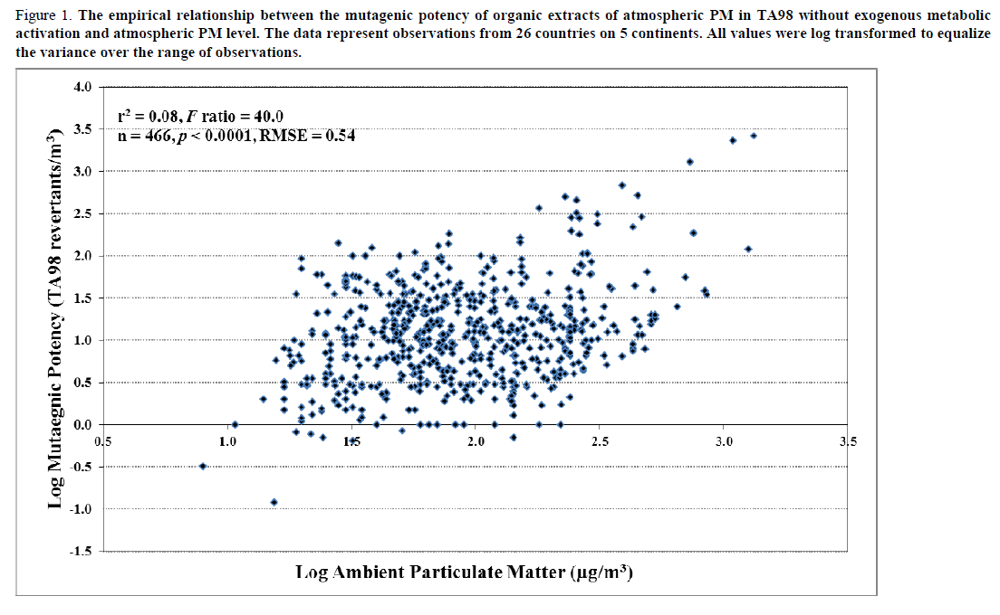 Figure 1. The empirical relationship between the mutagenic potency of organic extracts of atmospheric PM in TA98 without exogenous metabolic
activation and atmospheric PM level. The data represent observations from 26 countries on 5 continents. All values were log transformed to equalize
the variance over the range of observations.
r² = 0.08, F ratio = 40.0
n = 466, p < 0.0001, RMSE = 0.54
Log Mutaegnic Potency (TA98 revertants/m³)
4.0
3.5
3.0
2.5
2.0
1.5
1.0
0.5
0.0
-0.5
-1.0
-1.5
0.5 1.0 1.5 2.0 2.5 3.0 3.5
Log Ambient Particulate Matter (µg/m³)